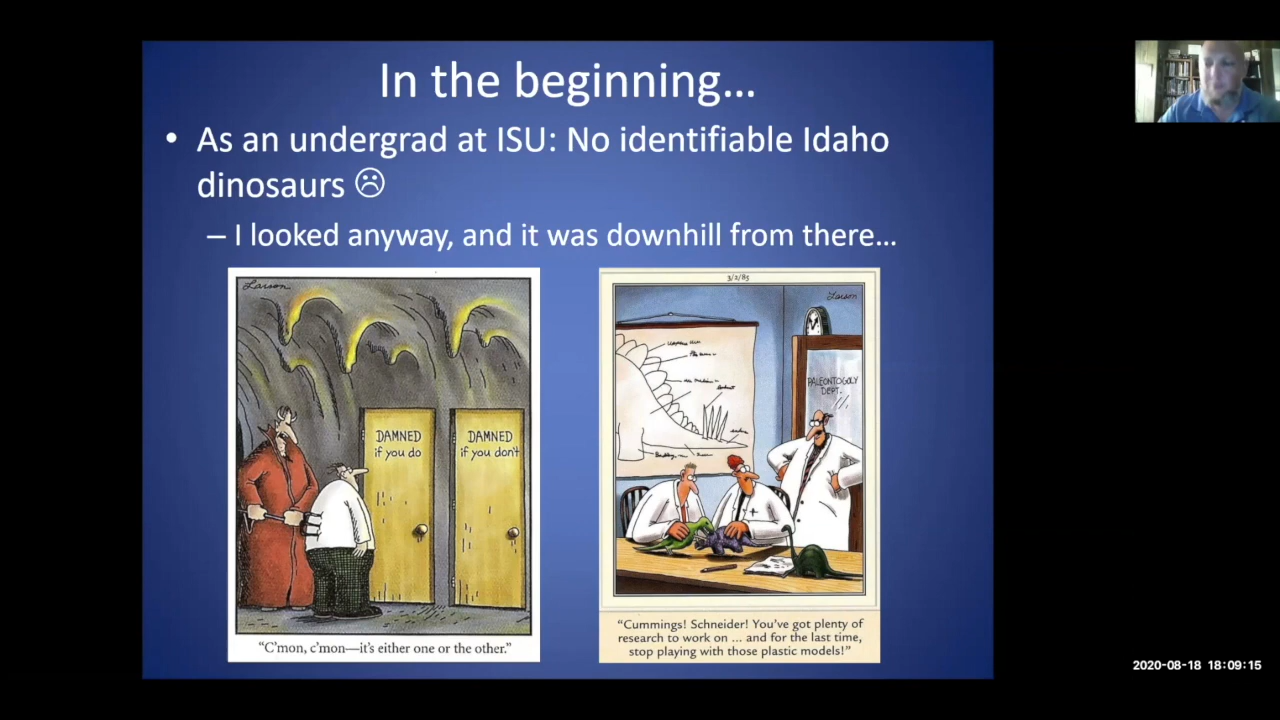 In the beginning…
• As an undergrad at ISU: No identifiable Idaho
dinosaurs ☹
– I looked anyway, and it was downhill from there…
Larson
DAMNED
if you do
DAMNED
if you don't
"C'mon, c'mon—it's either one or the other."
3/2/85
Larson
PALEONTOGOLY
DEPT.
"Cummings! Schneider! You've got plenty of
research to work on ... and for the last time,
stop playing with those plastic models!"
2020-08-18 18:09:15